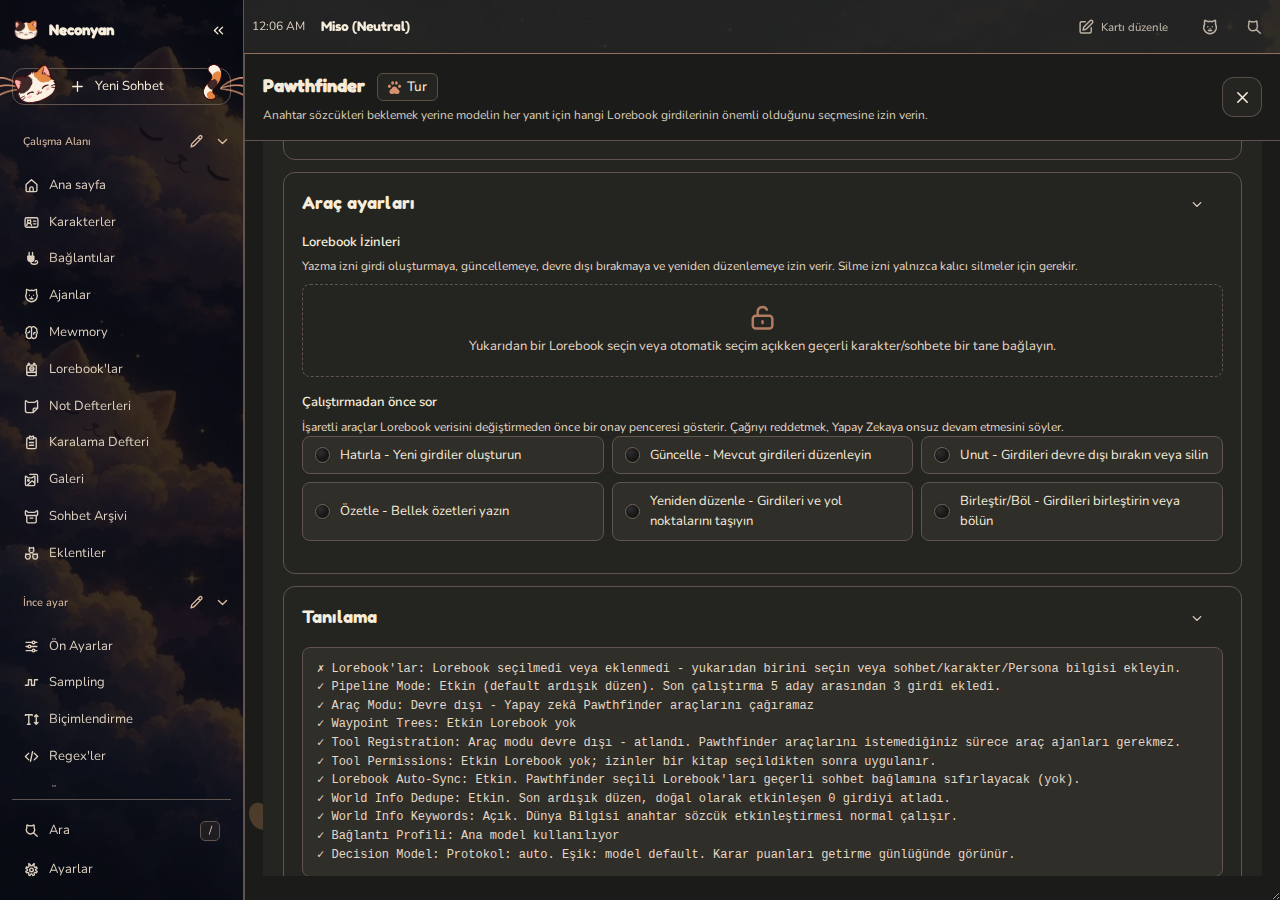 Neconyan
Yeni Sohbet
Çalışma Alanı
Ana sayfa
Karakterler
Bağlantılar
Ajanlar
Mewmory
Lorebook'lar
Not Defterleri
Karalama Defteri
Galeri
Sohbet Arşivi
Eklentiler
İnce ayar
Ön Ayarlar
Sampling
Biçimlendirme
Regex'ler
Ara /
Ayarlar
12:06 AM Miso (Neutral) Kartı düzenle
Pawthfinder Tur
Anahtar sözcükleri beklemek yerine modelin her yanıt için hangi Lorebook girdilerinin önemli olduğunu seçmesine izin verin.
Araç ayarları
Lorebook İzinleri
Yazma izni girdi oluşturmaya, güncellemeye, devre dışı bırakmaya ve yeniden düzenlemeye izin verir. Silme izni yalnızca kalıcı silmeler için gerekir.
Yukarıdan bir Lorebook seçin veya otomatik seçim açıkken geçerli karakter/sohbete bir tane bağlayın.
Çalıştırmadan önce sor
İşaretli araçlar Lorebook verisini değiştirmeden önce bir onay penceresi gösterir. Çağrıyı reddetmek, Yapay Zekaya onsuz devam etmesini söyler.
Hatırla - Yeni girdiler oluşturun
Güncelle - Mevcut girdileri düzenleyin
Unut - Girdileri devre dışı bırakın veya silin
Özetle - Bellek özetleri yazın
Yeniden düzenle - Girdileri ve yol
noktalarını taşıyın
Birleştir/Böl - Girdileri birleştirin veya
bölün
Tanılama
✗ Lorebook'lar: Lorebook seçilmedi veya eklenmedi - yukarıdan birini seçin veya sohbet/karakter/Persona bilgisi ekleyin.
✓ Pipeline Mode: Etkin (default ardışık düzen). Son çalıştırma 5 aday arasından 3 girdi ekledi.
✓ Araç Modu: Devre dışı - Yapay zekâ Pawthfinder araçlarını çağıramaz
✓ Waypoint Trees: Etkin Lorebook yok
✓ Tool Registration: Araç modu devre dışı - atlandı. Pawthfinder araçlarını istemediğiniz sürece araç ajanları gerekmez.
✓ Tool Permissions: Etkin Lorebook yok; izinler bir kitap seçildikten sonra uygulanır.
✓ Lorebook Auto-Sync: Etkin. Pawthfinder seçili Lorebook'ları geçerli sohbet bağlamına sıfırlayacak (yok).
✓ World Info Dedupe: Etkin. Son ardışık düzen, doğal olarak etkinleşen 0 girdiyi atladı.
✓ World Info Keywords: Açık. Dünya Bilgisi anahtar sözcük etkinleştirmesi normal çalışır.
✓ Bağlantı Profili: Ana model kullanılıyor
✓ Decision Model: Protokol: auto. Eşik: model default. Karar puanları getirme günlüğünde görünür.